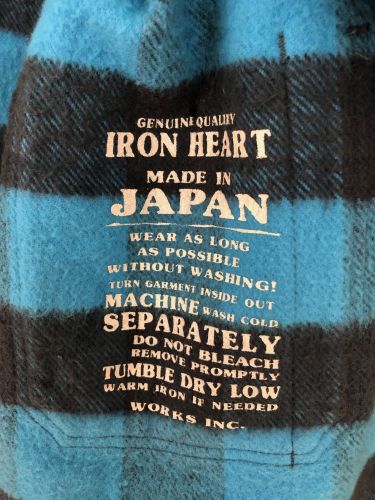 GENUINE QUALITY
IRON HEART
MADE IN
JAPAN
WEAR AS LONG
AS POSSIBLE
WITHOUT WASHING!
TURN GARMENT INSIDE OUT
MACHINE WASH COLD
SEPARATELY
DO NOT BLEACH
REMOVE PROMPTLY
TUMBLE DRY LOW
WARM IRON IF NEEDED
WORKS INC.